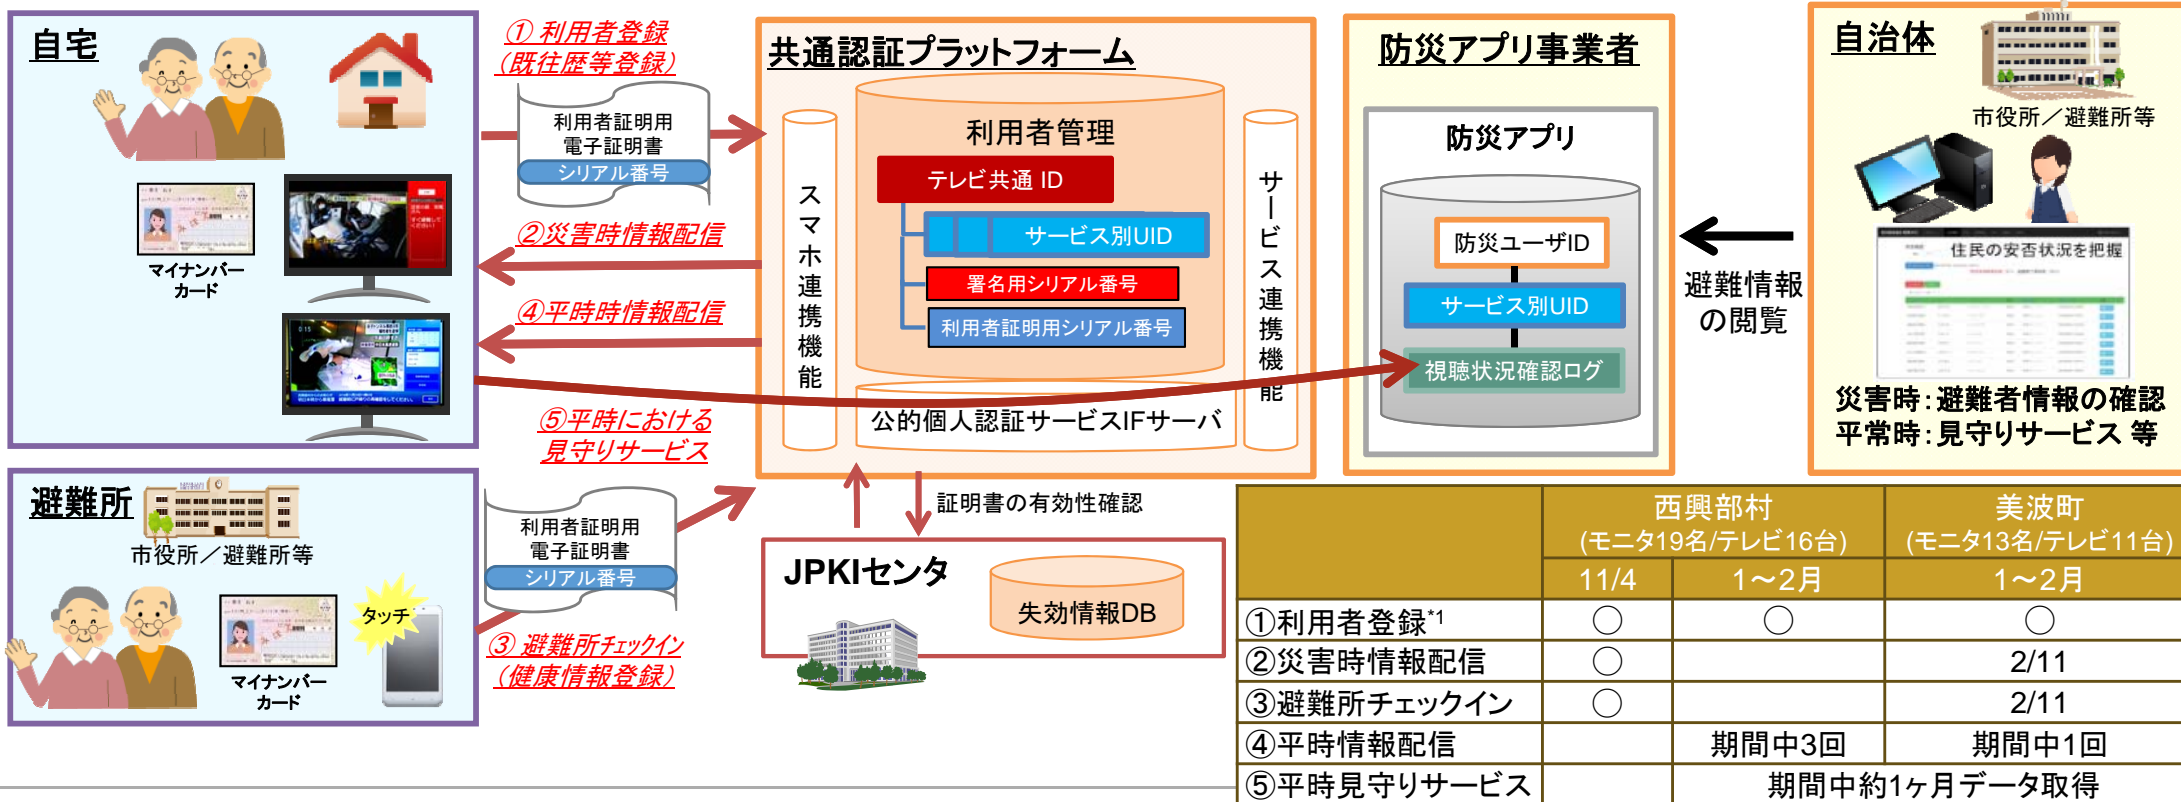 自宅
マイナンバー
カード
① 利用者登録
（既往歴等登録）
利用者証明用
電子証明書
シリアル番号
②災害時情報配信
④平時時情報配信
⑤平時における
見守りサービス
避難所
市役所／避難所等
マイナンバー
カード
タッチ
利用者証明用
電子証明書
シリアル番号
③ 避難所チェックイン
（健康情報登録）
共通認証プラットフォーム
スマホ連携機能
利用者管理
テレビ共通 ID
サービス別UID
署名用シリアル番号
利用者証明用シリアル番号
公的個人認証サービスIFサーバ
サービス連携機能
証明書の有効性確認
JPKIセンタ
失効情報DB
防災アプリ事業者
防災アプリ
防災ユーザID
サービス別UID
視聴状況確認ログ
避難情報
の閲覧
自治体
市役所／避難所等
住民の安否状況を把握
災害時：避難者情報の確認
平常時：見守りサービス 等
西興部村 美波町
(モニタ19名/テレビ16台) (モニタ13名/テレビ11台)
11/4 1～2月 1～2月
①利用者登録*1 〇 〇 〇
②災害時情報配信 〇 2/11
③避難所チェックイン 〇 2/11
④平時情報配信 期間中3回 期間中1回
⑤平時見守りサービス 期間中約1ヶ月データ取得